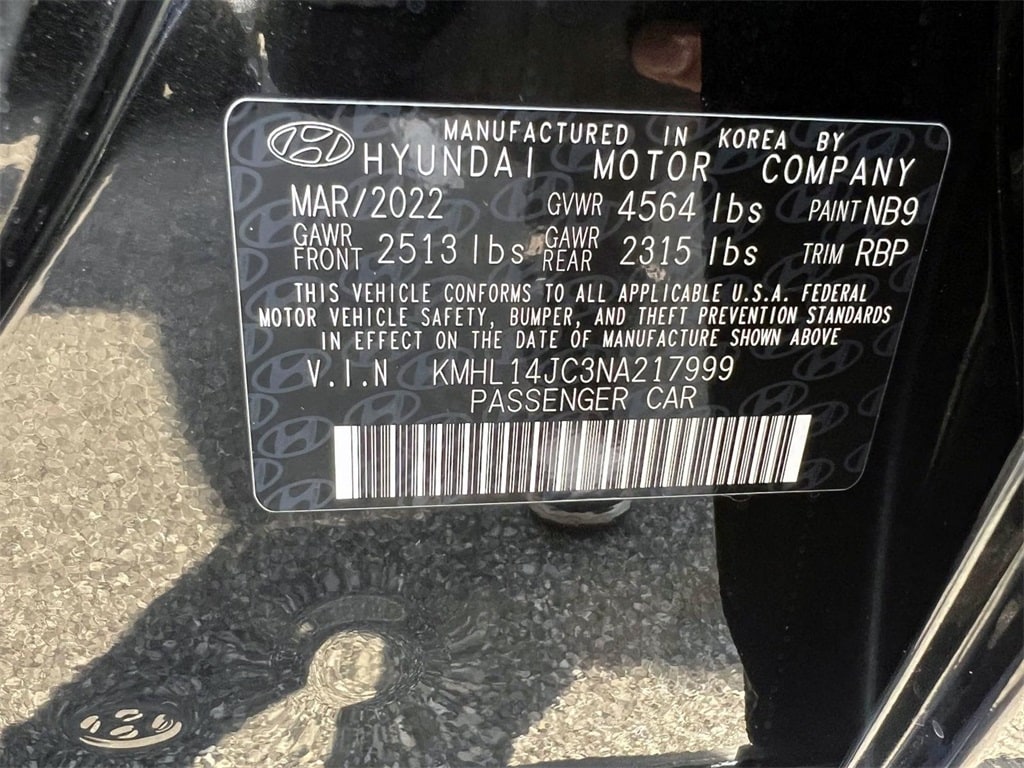 MANUFACTURED IN KOREA BY
HYUNDAI MOTOR COMPANY
MAR/2022 GVWR 4564 lbs PAINT NB9
GAWR FRONT 2513 lbs GAWR REAR 2315 lbs TRIM RBP
THIS VEHICLE CONFORMS TO ALL APPLICABLE U.S.A. FEDERAL
MOTOR VEHICLE SAFETY, BUMPER, AND THEFT PREVENTION STANDARDS
IN EFFECT ON THE DATE OF MANUFACTURE SHOWN ABOVE
V.I.N KMHL14JC3NA217999
PASSENGER CAR